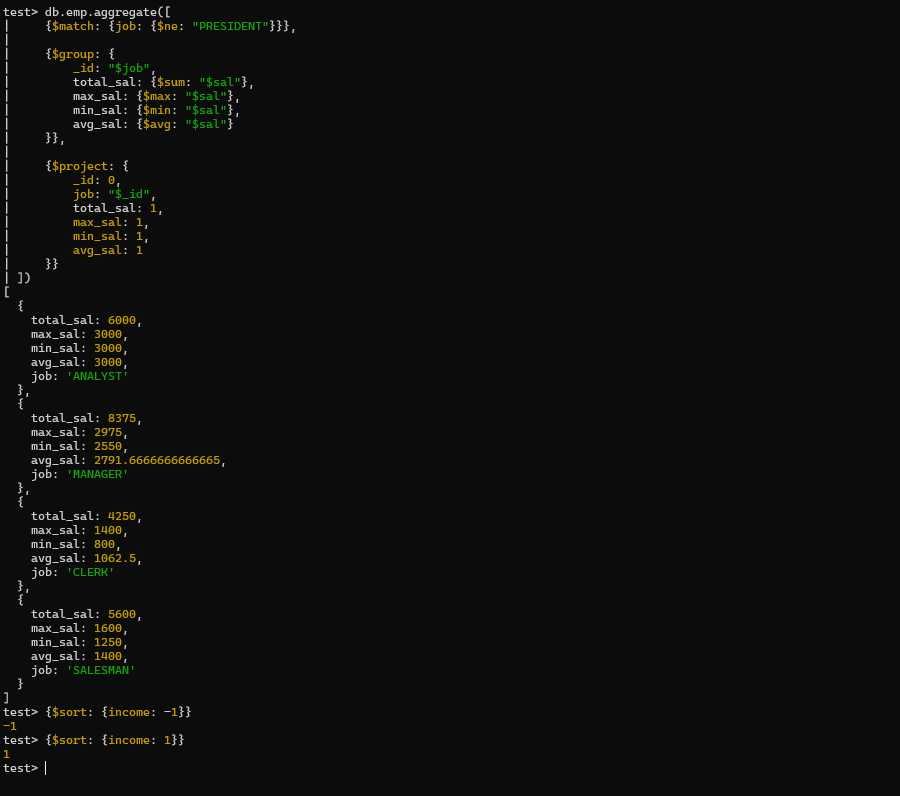 test> db.emp.aggregate([
|     {$match: {job: {$ne: "PRESIDENT"}}},
|
|     {$group: {
|         _id: "$job",
|         total_sal: {$sum: "$sal"},
|         max_sal: {$max: "$sal"},
|         min_sal: {$min: "$sal"},
|         avg_sal: {$avg: "$sal"}
|     }},
|
|     {$project: {
|         _id: 0,
|         job: "$_id",
|         total_sal: 1,
|         max_sal: 1,
|         min_sal: 1,
|         avg_sal: 1
|     }}
| ])
[
  {
    total_sal: 6000,
    max_sal: 3000,
    min_sal: 3000,
    avg_sal: 3000,
    job: 'ANALYST'
  },
  {
    total_sal: 8375,
    max_sal: 2975,
    min_sal: 2550,
    avg_sal: 2791.6666666666665,
    job: 'MANAGER'
  },
  {
    total_sal: 4250,
    max_sal: 1400,
    min_sal: 800,
    avg_sal: 1062.5,
    job: 'CLERK'
  },
  {
    total_sal: 5600,
    max_sal: 1600,
    min_sal: 1250,
    avg_sal: 1400,
    job: 'SALESMAN'
  }
]
test> {$sort: {income: -1}}
-1
test> {$sort: {income: 1}}
1
test>